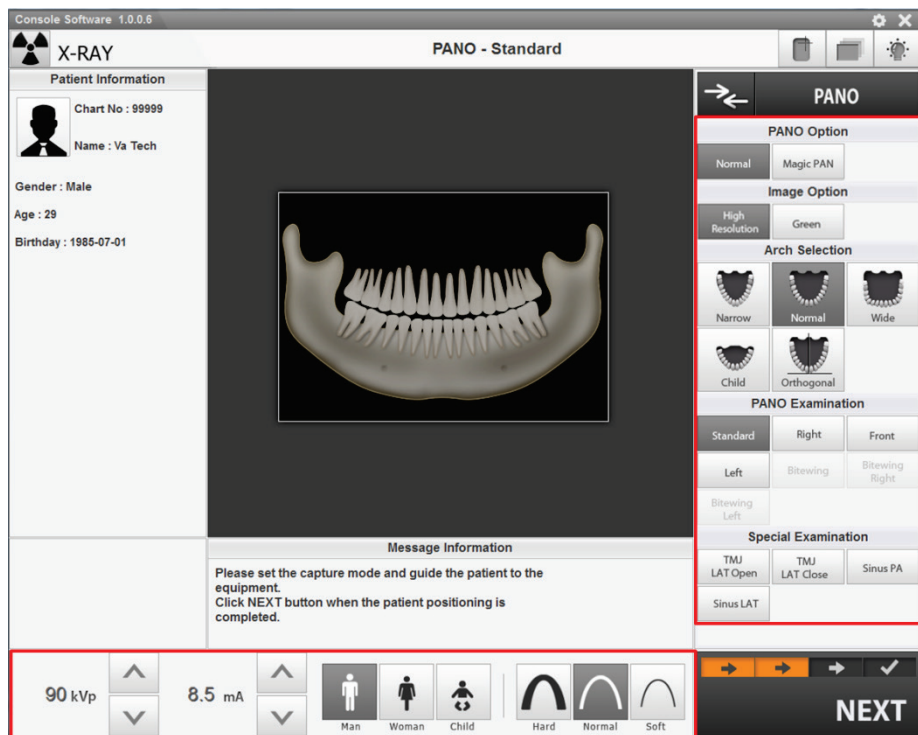 Console Software 1.0.0.6
X-RAY
PANO - Standard
Patient Information
Chart No : 99999
Name : Va Tech
Gender : Male
Age : 29
Birthday : 1985-07-01
Message Information
Please set the capture mode and guide the patient to the
equipment.
Click NEXT button when the patient positioning is
completed.
PANO
PANO Option
Normal Magic PAN
Image Option
High
Resolution
Green
Arch Selection
Narrow Normal Wide
Child Orthogonal
PANO Examination
Standard Right Front
Left Bitewing Bitewing
Right
Bitewing
Left
Special Examination
TMJ
LAT Open
TMJ
LAT Close
Sinus PA
Sinus LAT
90 kVp 8.5 mA
Man Woman Child Hard Normal Soft
NEXT